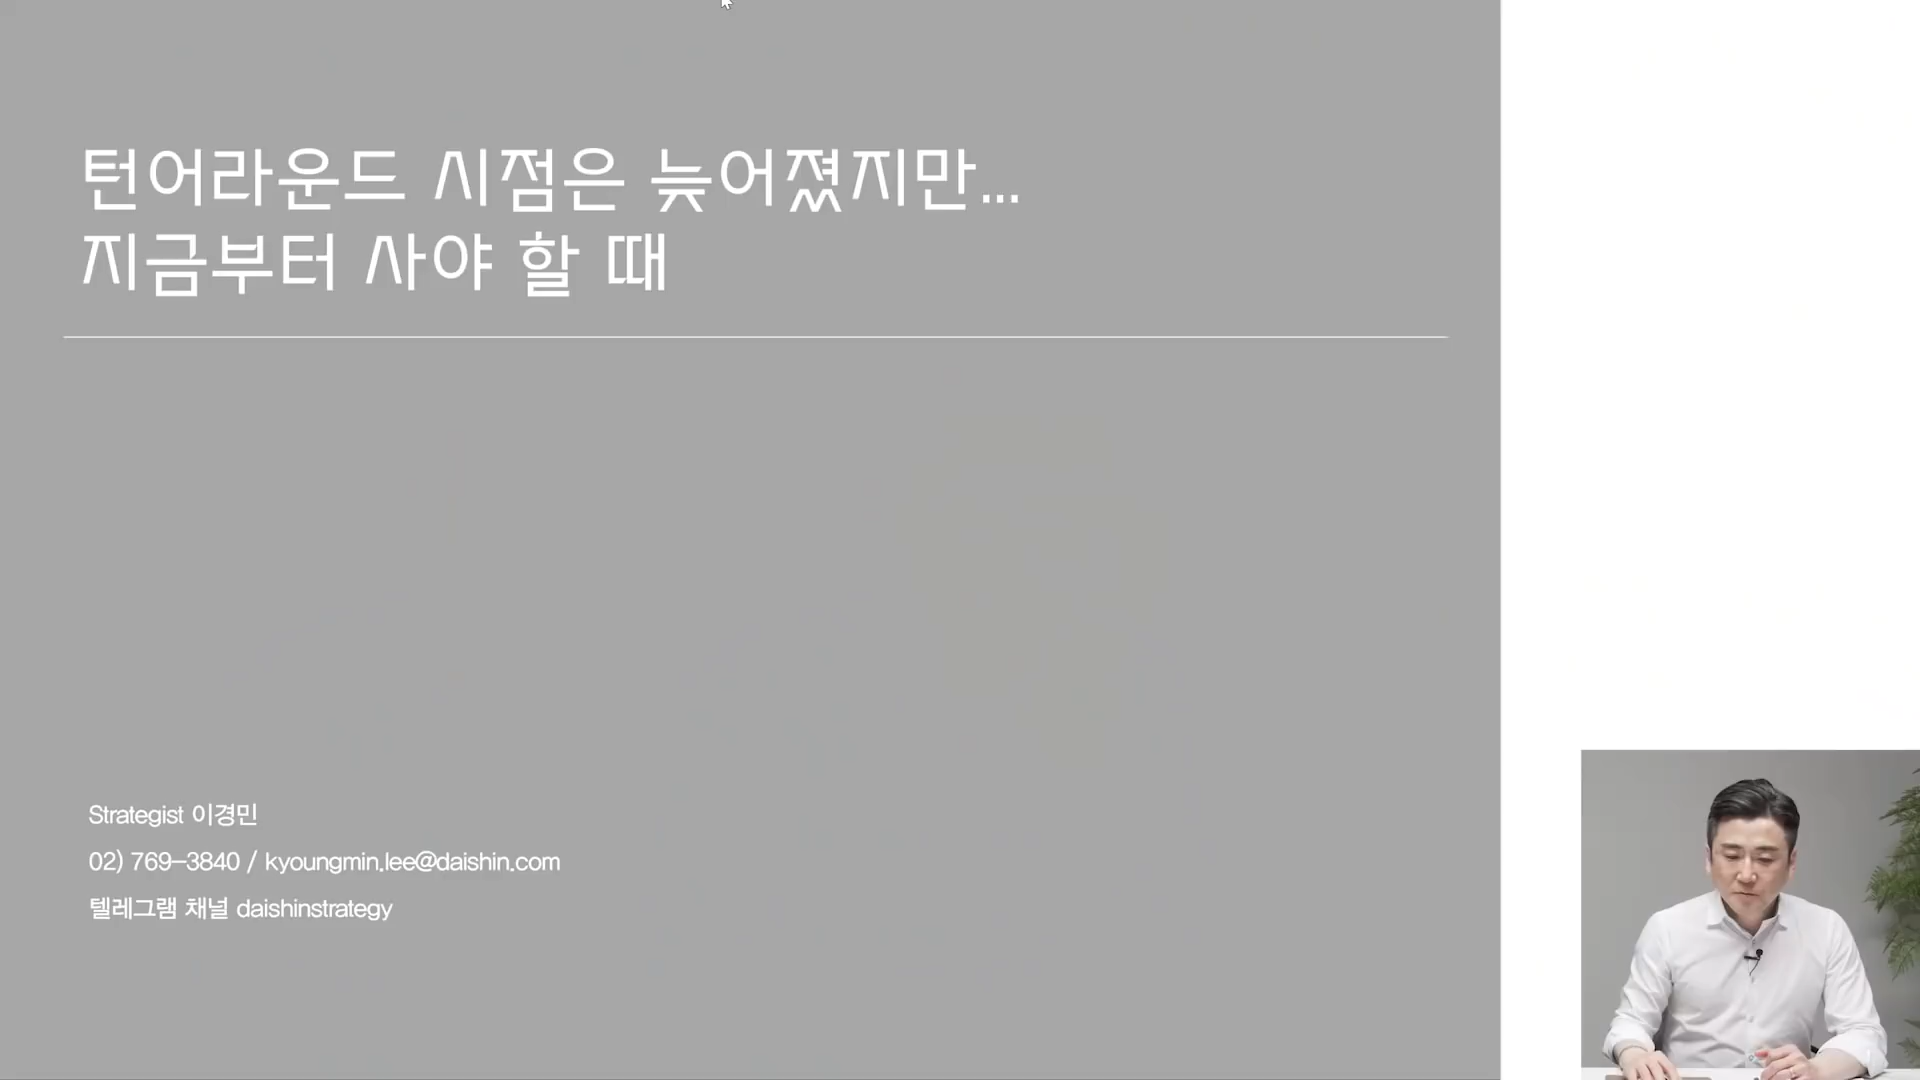 턴어라운드 시점은 늦어졌지만...
지금부터 사야 할 때
Strategist 이경민
02) 769-3840 / kyoungmin.lee@daishin.com
텔레그램 채널 daishinstrategy